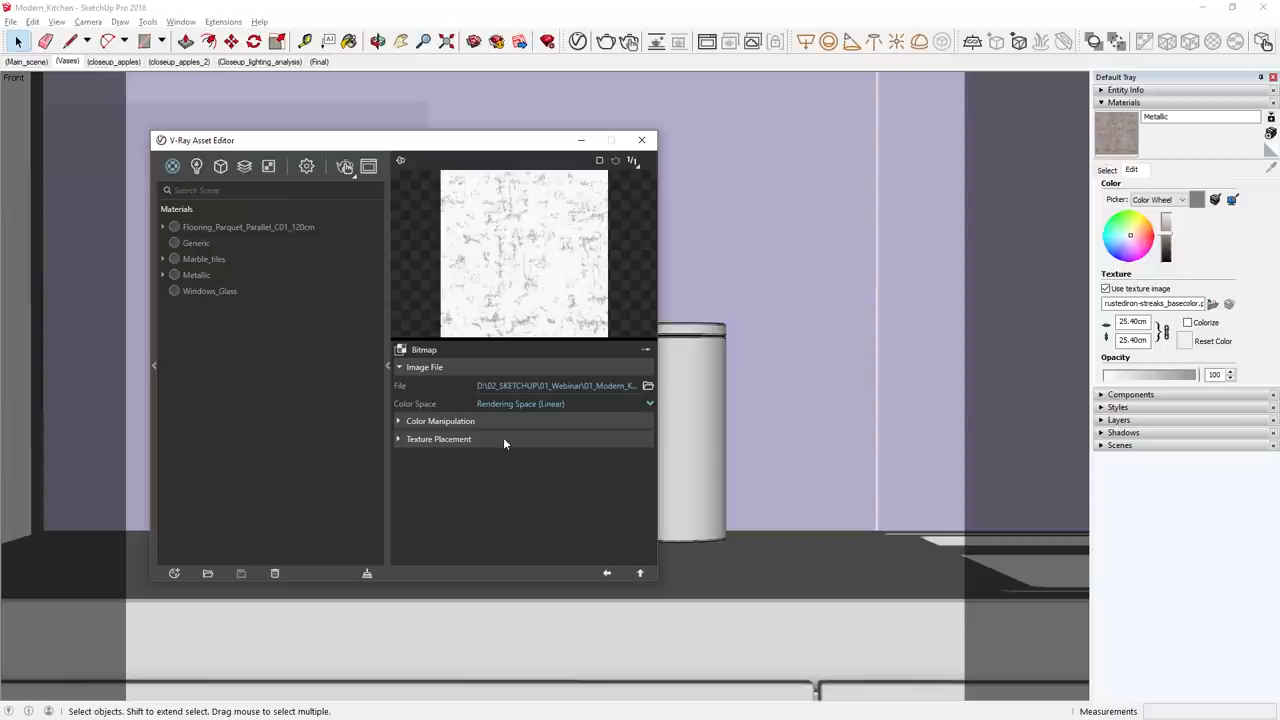 Modern_Kitchen - SketchUp Pro 2018
File Edit View Camera Draw Tools Window Extensions Help
(Main_scene) (Vases) (closeup_apples) (closeup_apples_2) (Closeup_lighting_analysis) (Final)
Front
Default Tray
Entity Info
Materials
Metallic
Select Edit
Color
Picker: Color Wheel
Texture
Use texture image
rustediron-streaks_basecolor.p
25.40cm
Colorize
25.40cm
Reset Color
Opacity
100
Components
Styles
Layers
Shadows
Scenes
V-Ray Asset Editor
1/1
Search Scene
Materials
Flooring_Parquet_Parallel_C01_120cm
Generic
Marble_tiles
Metallic
Windows_Glass
Bitmap
Image File
File D:\02_SKETCHUP\01_Webinar\01_Modern_K...
Color Space Rendering Space (Linear)
Color Manipulation
Texture Placement
Select objects. Shift to extend select. Drag mouse to select multiple.
Measurements